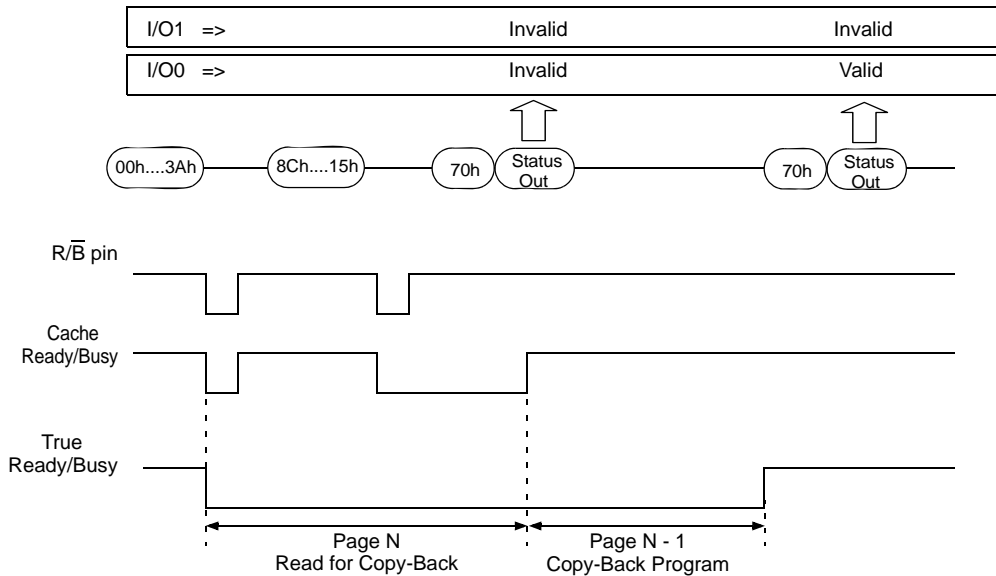 I/O1 => Invalid Invalid
I/O0 => Invalid Valid
00h....3Ah 8Ch....15h 70h Status Out 70h Status Out
R/B̅ pin
Cache
Ready/Busy
True
Ready/Busy
Page N Page N - 1
Read for Copy-Back Copy-Back Program